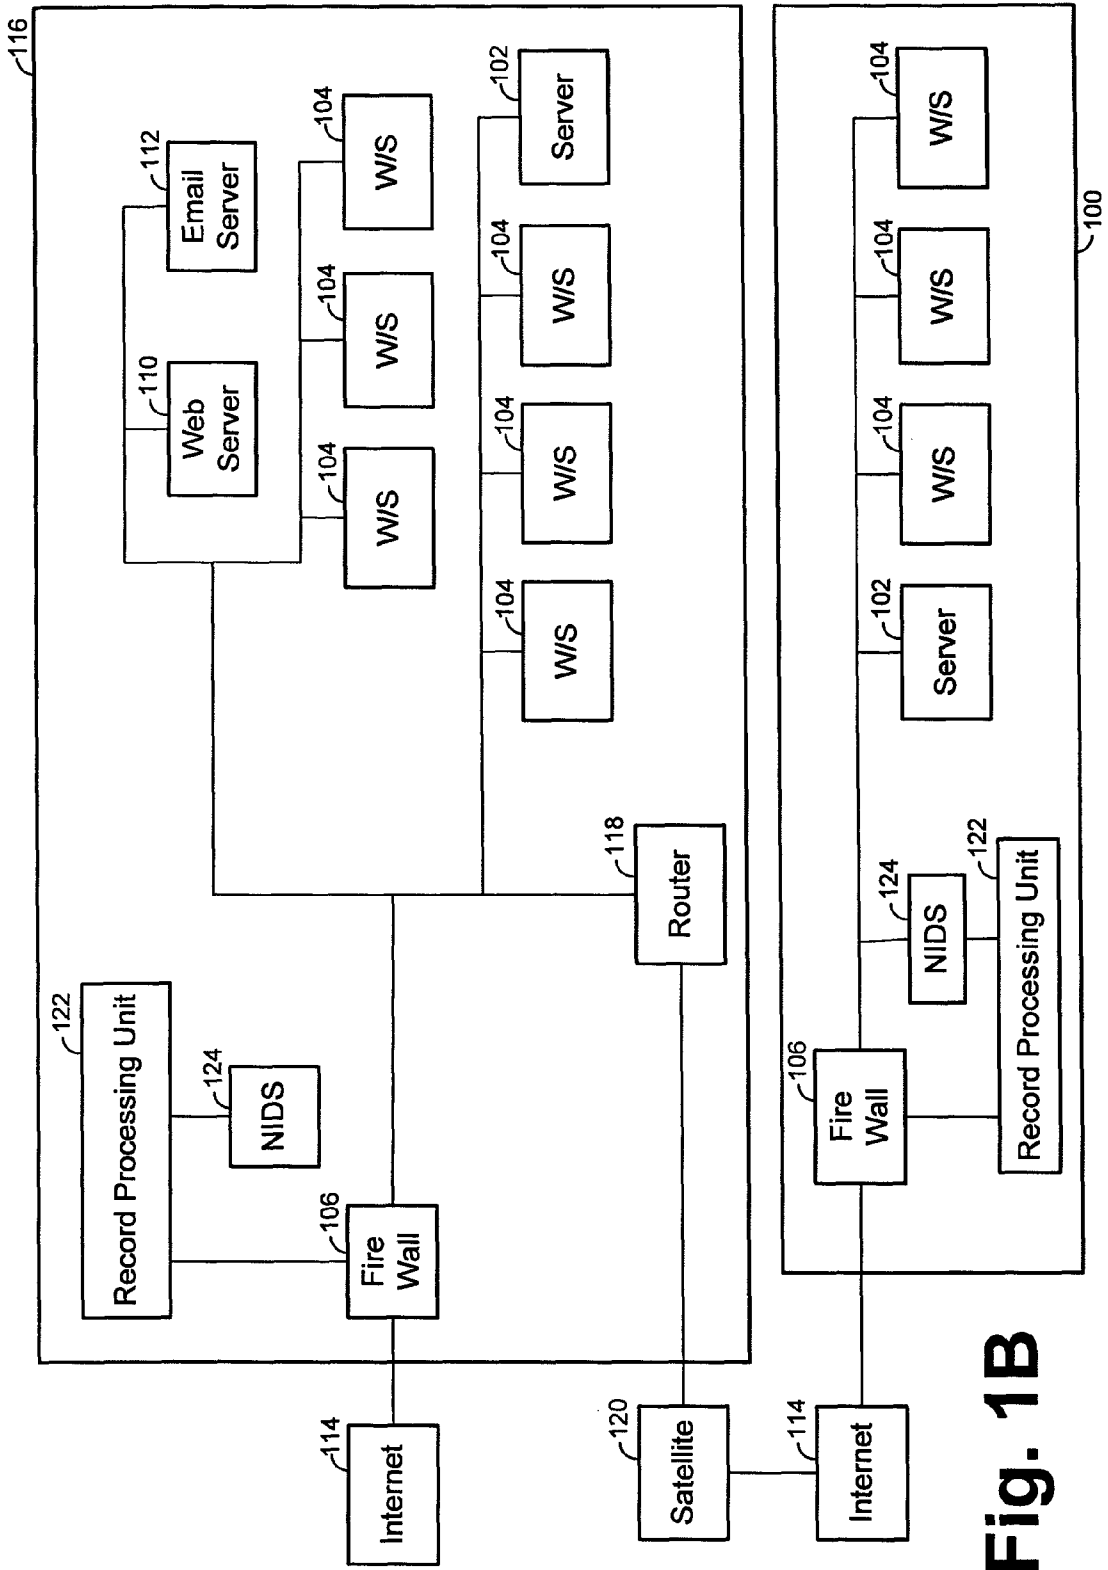 116
112
Email
Server
110
Web
Server
104
W/S
104
W/S
104
W/S
102
Server
104
W/S
104
W/S
104
W/S
118
Router
122
Record Processing Unit
124
NIDS
106
Fire
Wall
114
Internet
120
Satellite
114
Internet
106
Fire
Wall
124
NIDS
122
Record Processing Unit
102
Server
104
W/S
104
W/S
104
W/S
100
Fig. 1B